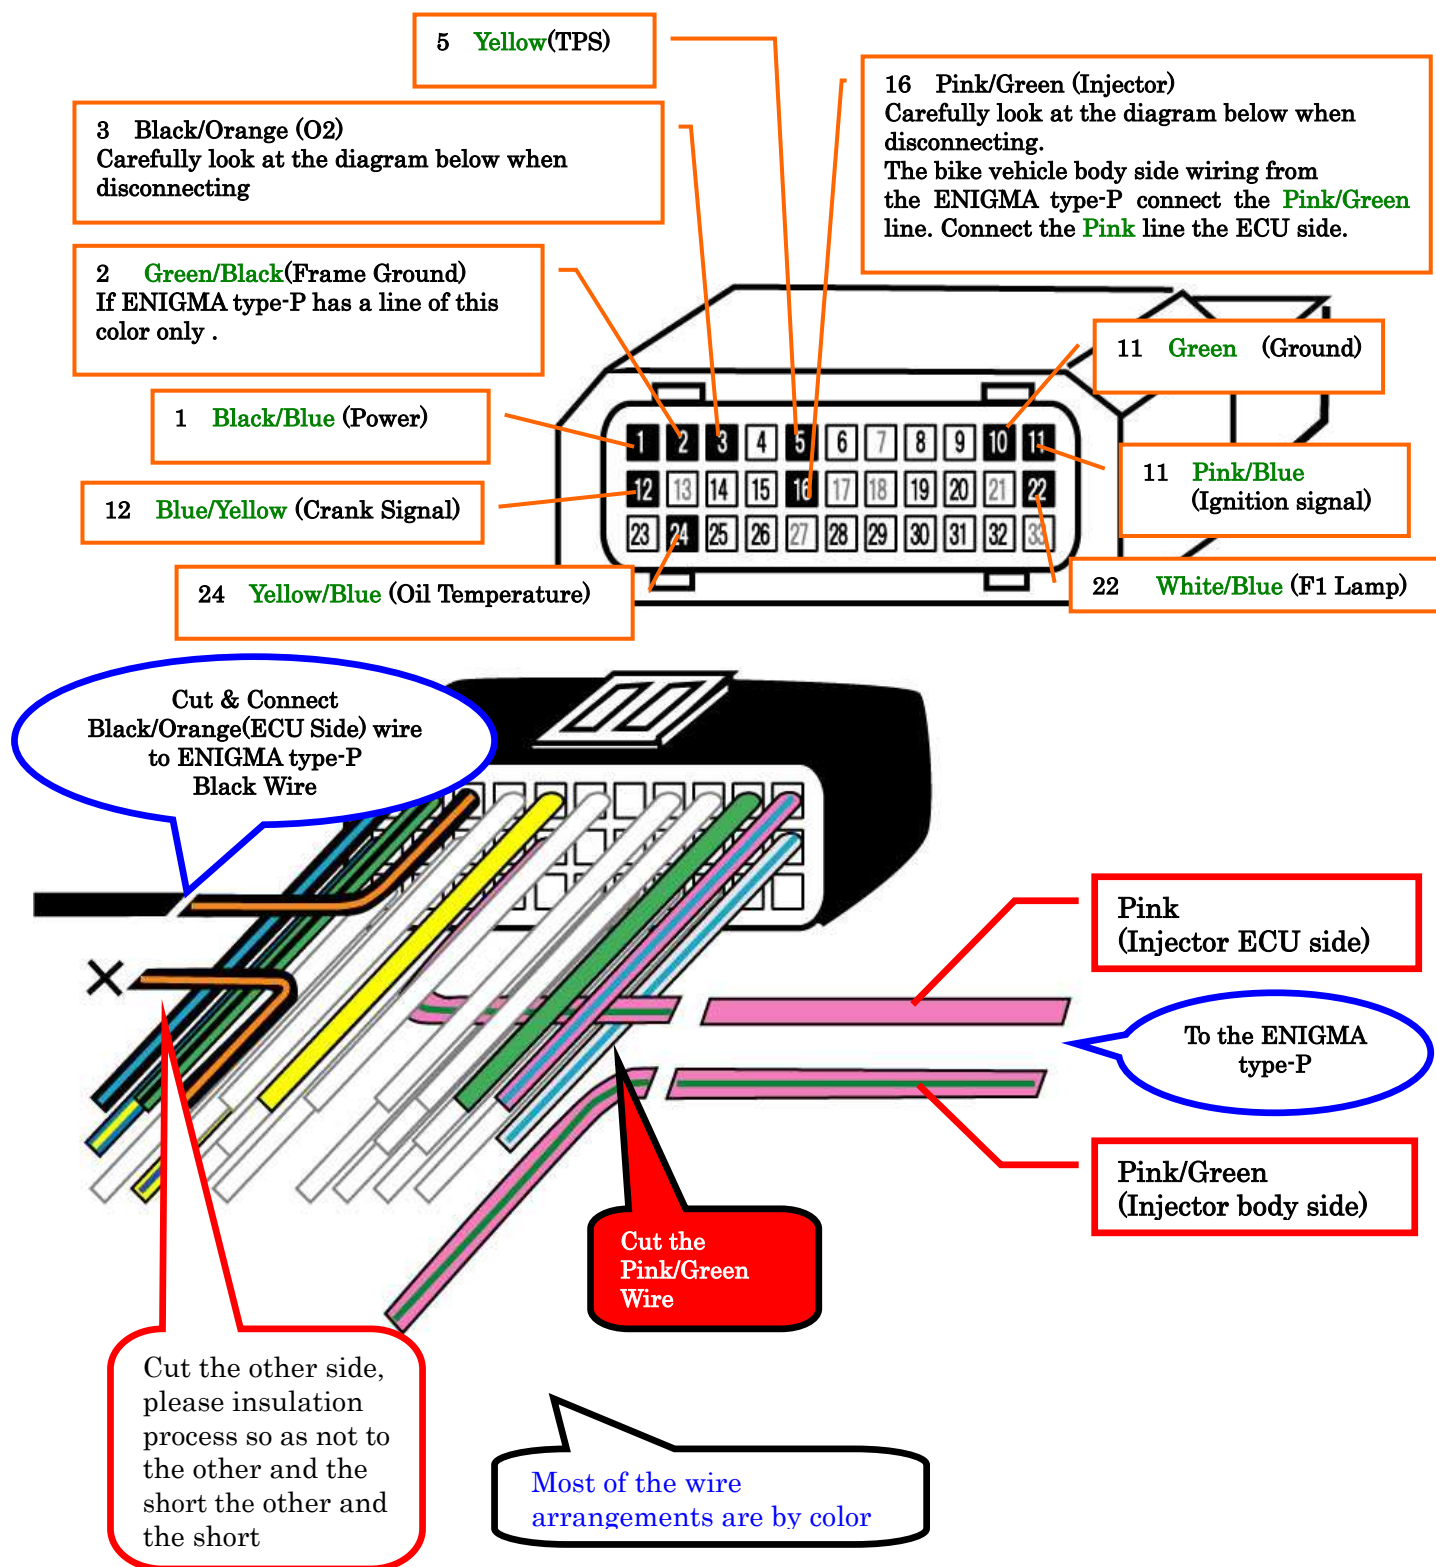 5 Yellow(TPS)
16 Pink/Green (Injector)
Carefully look at the diagram below when
disconnecting.
The bike vehicle body side wiring from
the ENIGMA type-P connect the Pink/Green
line. Connect the Pink line the ECU side.
3 Black/Orange (O2)
Carefully look at the diagram below when
disconnecting
2 Green/Black(Frame Ground)
If ENIGMA type-P has a line of this
color only .
11 Green (Ground)
1 Black/Blue (Power)
11 Pink/Blue
(Ignition signal)
12 Blue/Yellow (Crank Signal)
24 Yellow/Blue (Oil Temperature)
22 White/Blue (F1 Lamp)
1 2 3 4 5 6 7 8 9 10 11
12 13 14 15 16 17 18 19 20 21 22
23 24 25 26 27 28 29 30 31 32 33
Cut & Connect
Black/Orange(ECU Side) wire
to ENIGMA type-P
Black Wire
Pink
(Injector ECU side)
To the ENIGMA
type-P
Pink/Green
(Injector body side)
Cut the
Pink/Green
Wire
Cut the other side,
please insulation
process so as not to
the other and the
short the other and
the short
Most of the wire
arrangements are by color